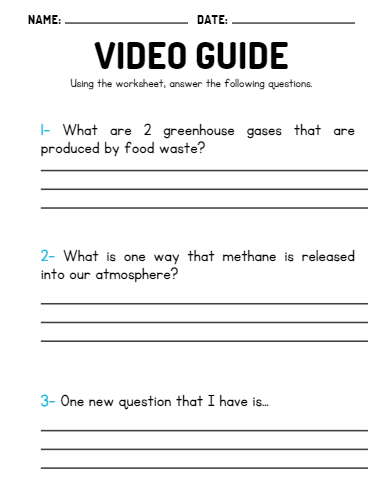 NAME: DATE:
VIDEO GUIDE
Using the worksheet, answer the following questions.
1- What are 2 greenhouse gases that are
produced by food waste?
2- What is one way that methane is released
into our atmosphere?
3- One new question that I have is...